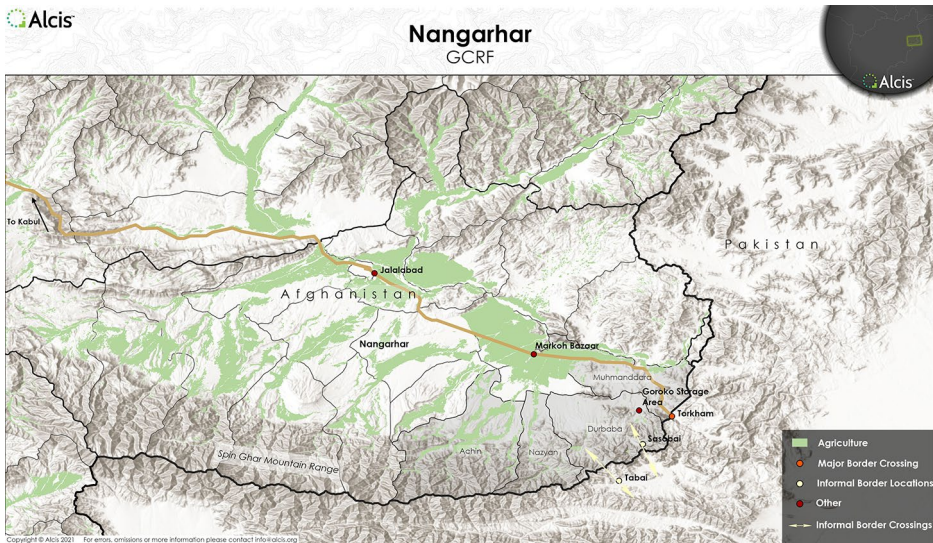 Alcis
Nangarhar
GCRF
Alcis
To Kabul
Pakistan
Jalalabad
Afghanistan
Nangarhar
Markoh Bazaar
Muhmanddara
Goroko Storage
Area
Torkham
Durbaba
Sasobai
Achin
Nazyan
Spin Ghar Mountain Range
Tabai
Agriculture
Major Border Crossing
Informal Border Locations
Other
Informal Border Crossings
Copyright © Alcis 2021 For errors, omissions or more information please contact info@alcis.org